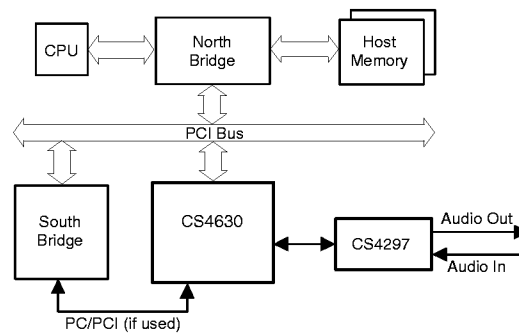 CPU
North
Bridge
Host
Memory
PCI Bus
South
Bridge
CS4630
CS4297
Audio Out
Audio In
PC/PCI (if used)